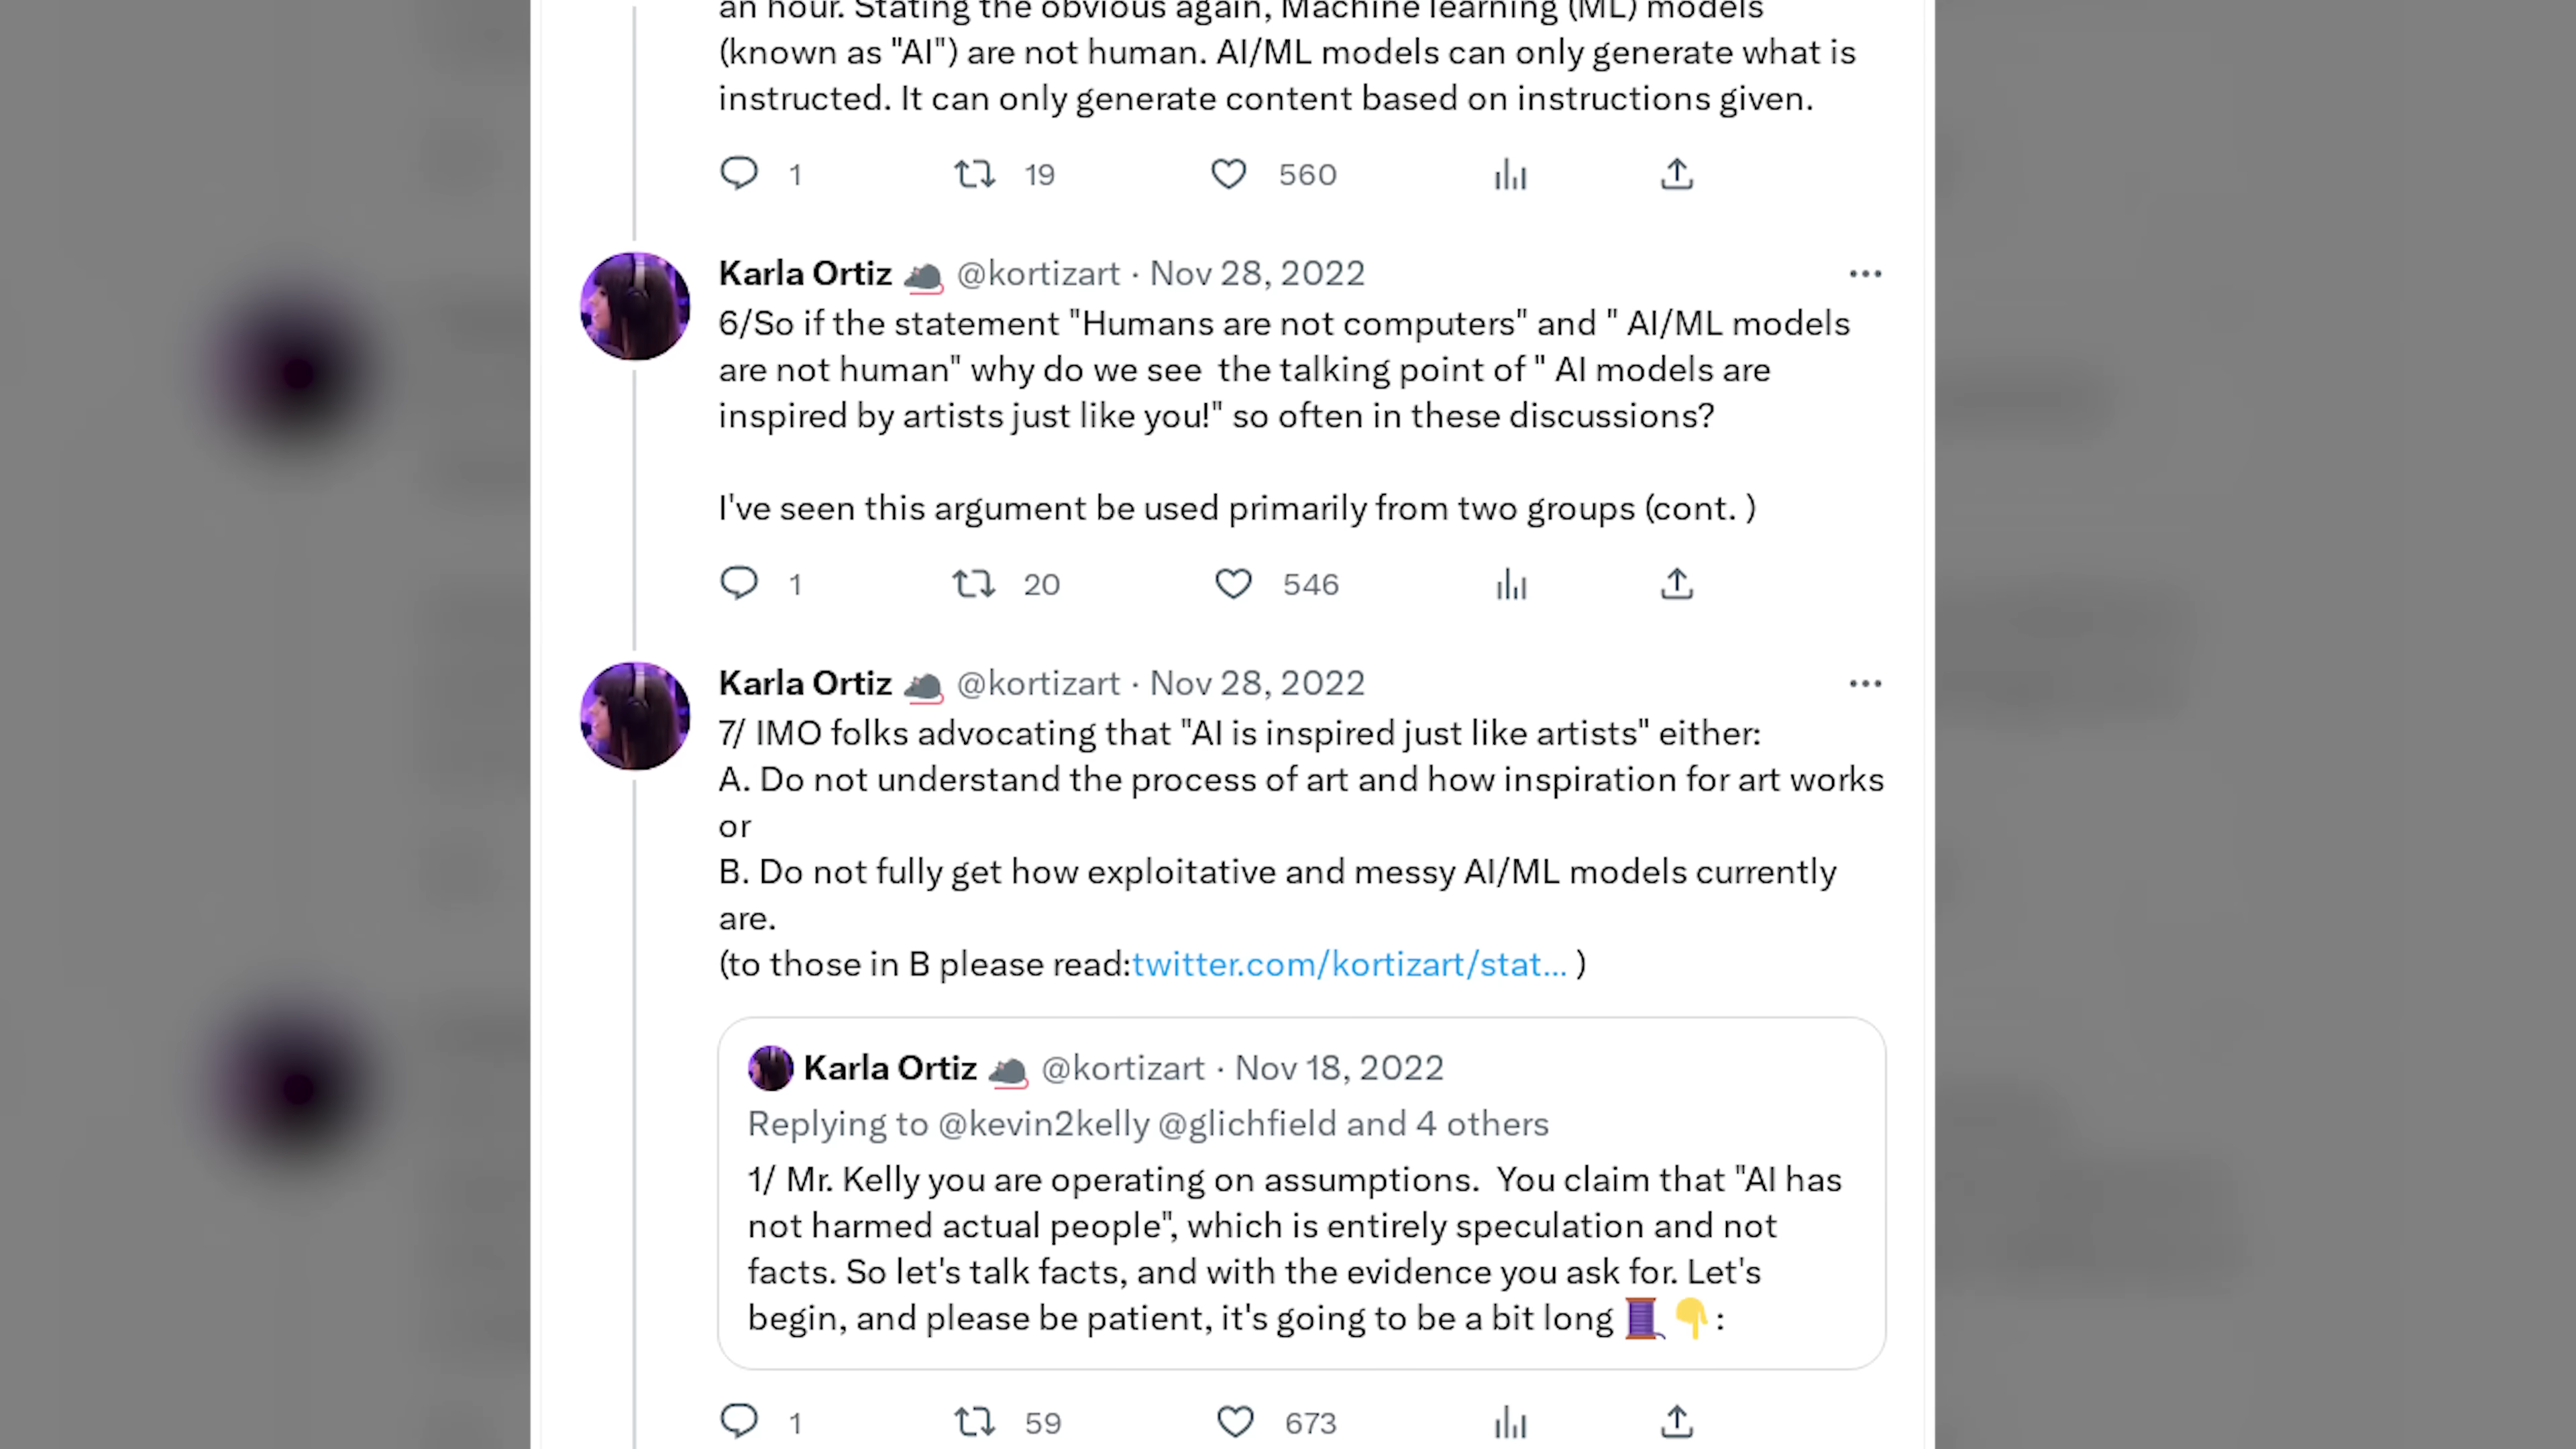 an hour. Stating the obvious again, Machine learning (ML) models
(known as "AI") are not human. AI/ML models can only generate what is
instructed. It can only generate content based on instructions given.
1 19 560
Karla Ortiz 🐀 @kortizart · Nov 28, 2022
6/So if the statement "Humans are not computers" and " AI/ML models
are not human" why do we see  the talking point of " AI models are
inspired by artists just like you!" so often in these discussions?
I've seen this argument be used primarily from two groups (cont. )
1 20 546
Karla Ortiz 🐀 @kortizart · Nov 28, 2022
7/ IMO folks advocating that "AI is inspired just like artists" either:
A. Do not understand the process of art and how inspiration for art works
or
B. Do not fully get how exploitative and messy AI/ML models currently
are.
(to those in B please read:twitter.com/kortizart/stat... )
Karla Ortiz 🐀 @kortizart · Nov 18, 2022
Replying to @kevin2kelly @glichfield and 4 others
1/ Mr. Kelly you are operating on assumptions.  You claim that "AI has
not harmed actual people", which is entirely speculation and not
facts. So let's talk facts, and with the evidence you ask for. Let's
begin, and please be patient, it's going to be a bit long 🧵👇:
1 59 673